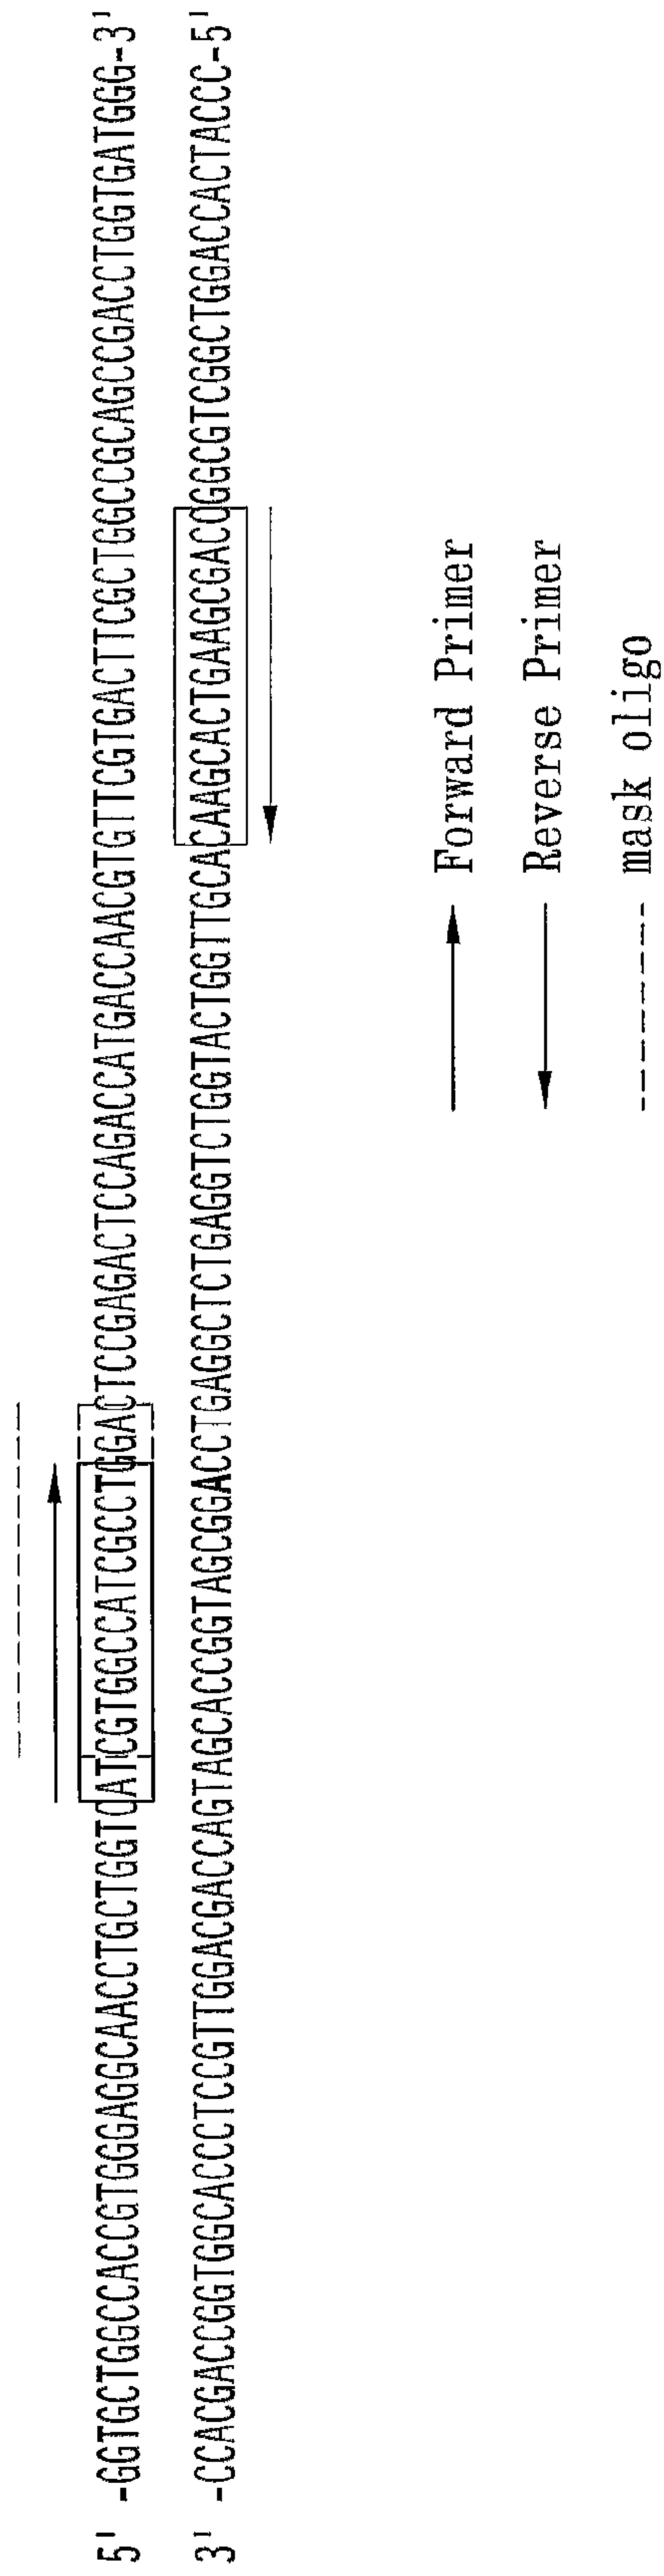 5'-GGTGCTGGCCACCGTGGGAGGCAACCTGCTGGTCATCGTGGCCATCGCCTGGACTCCGAGACTCCAGACCATGACCAACGTGTTCGTGACTTCGCTGGCCGCAGCCGACCTGGTGATGGG-3'
3'-CCACGACCGGTGGCACCCTCCGTTGGACGACCAGTAGCACCGGTAGCGGACCTGAGGCTCTGAGGTCTGGTACTGGTTGCACAAGCACTGAAGCGACCGGCGTCGGCTGGACCACTACCC-5'
Forward Primer
Reverse Primer
mask oligo